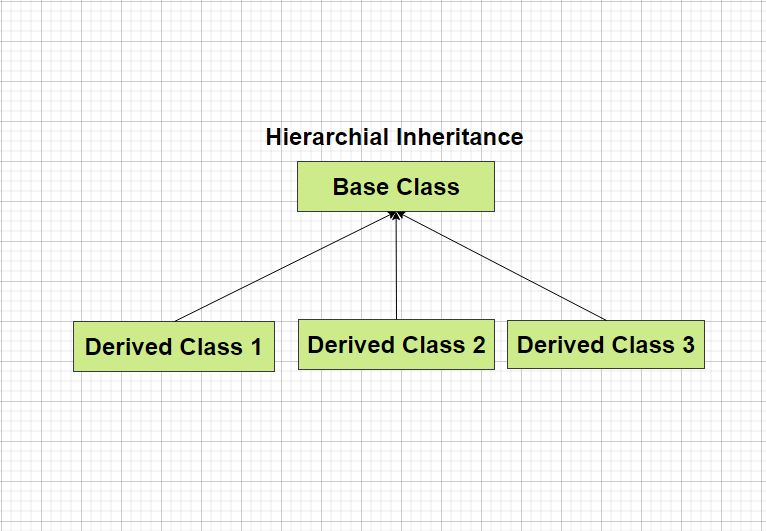 Hierarchial Inheritance
Base Class
Derived Class 1
Derived Class 2
Derived Class 3